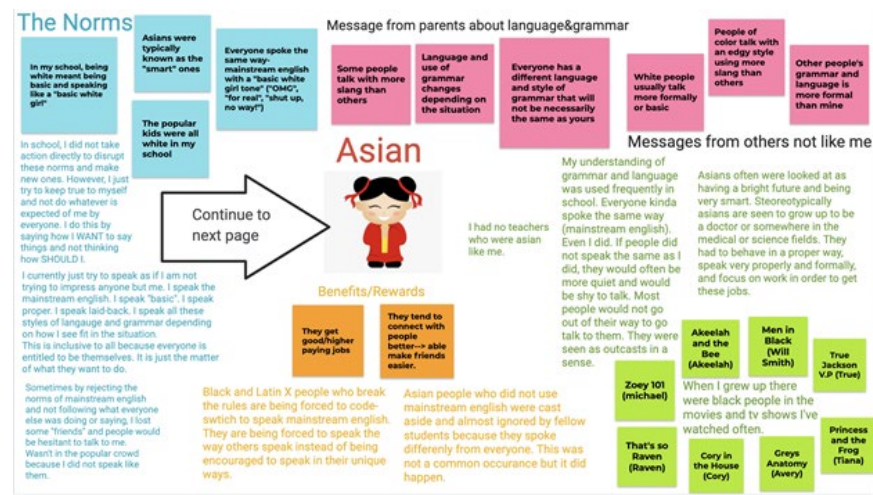 The Norms
Message from parents about language&grammar
In my school, being
white meant being
basic and speaking
like a "basic white
girl"
Asians were
typically
known as the
"smart" ones
The popular
kids were all
white in my
school
Everyone spoke the
same way-
mainstream english
with a "basic white
girl tone" ("OMG",
"for real", "shut up,
no way!")
Some people
talk with more
slang than
others
Language and
use of
grammar
changes
depending on
the situation
Everyone has a
different language
and style of
grammar that will
not be necessarily
the same as yours
White people
usually talk
more formally
or basic
People of
color talk with
an edgy style
using more
slang than
others
Other people's
grammar and
language is
more formal
than mine
Messages from others not like me
In school, I did not take
action directly to disrupt
these norms and make
new ones. However, I just
try to keep true to myself
and not do whatever is
expected of me by
everyone. I do this by
saying how I WANT to say
things and not thinking
how SHOULD I.
I currently just try to speak as if I am not
trying to impress anyone but me. I speak the
mainstream english. I speak "basic". I speak
proper. I speak laid-back. I speak all these
styles of langauge and grammar depending
on how I see fit in the situation.
This is inclusive to all because everyone is
entitled to be themselves. It is just the matter
of what they want to do.
Sometimes by rejecting the
norms of mainstream english
and not following what everyone
else was doing or saying, I lost
some "friends" and people would
be hesitant to talk to me.
Wasn't in the popular crowd
because I did not speak like
them.
Continue to
next page
Asian
I had no teachers
who were asian
like me.
My understanding of
grammar and language
was used frequently in
school. Everyone kinda
spoke the same way
(mainstream english).
Even I did. If people did
not speak the same as I
did, they would often be
more quiet and would
be shy to talk. Most
people would not go
out of their way to go
talk to them. They were
seen as outcasts in a
sense.
Asians often were looked at as
having a bright future and being
very smart. Steoreotypically
asians are seen to grow up to be
a doctor or somewhere in the
medical or science fields. They
had to behave in a proper way,
speak very properly and formally,
and focus on work in order to get
these jobs.
Benefits/Rewards
They get
good/higher
paying jobs
They tend to
connect with
people
better--> able
make friends
easier.
Black and Latin X people who break
the rules are being forced to code-
swtich to speak mainstream english.
They are being forced to speak the
way others speak instead of being
encouraged to speak in their unique
ways.
Asian people who did not use
mainstream english were cast
aside and almost ignored by fellow
students because they spoke
differenly from everyone. This was
not a common occurance but it did
happen.
Akeelah
and the
Bee
(Akeelah)
Men in
Black
(Will
Smith)
True
Jackson
V.P (True)
Zoey 101
(michael)
When I grew up there
were black people in the
movies and tv shows I've
watched often.
That's so
Raven
(Raven)
Cory in
the House
(Cory)
Greys
Anatomy
(Avery)
Princess
and the
Frog
(Tiana)